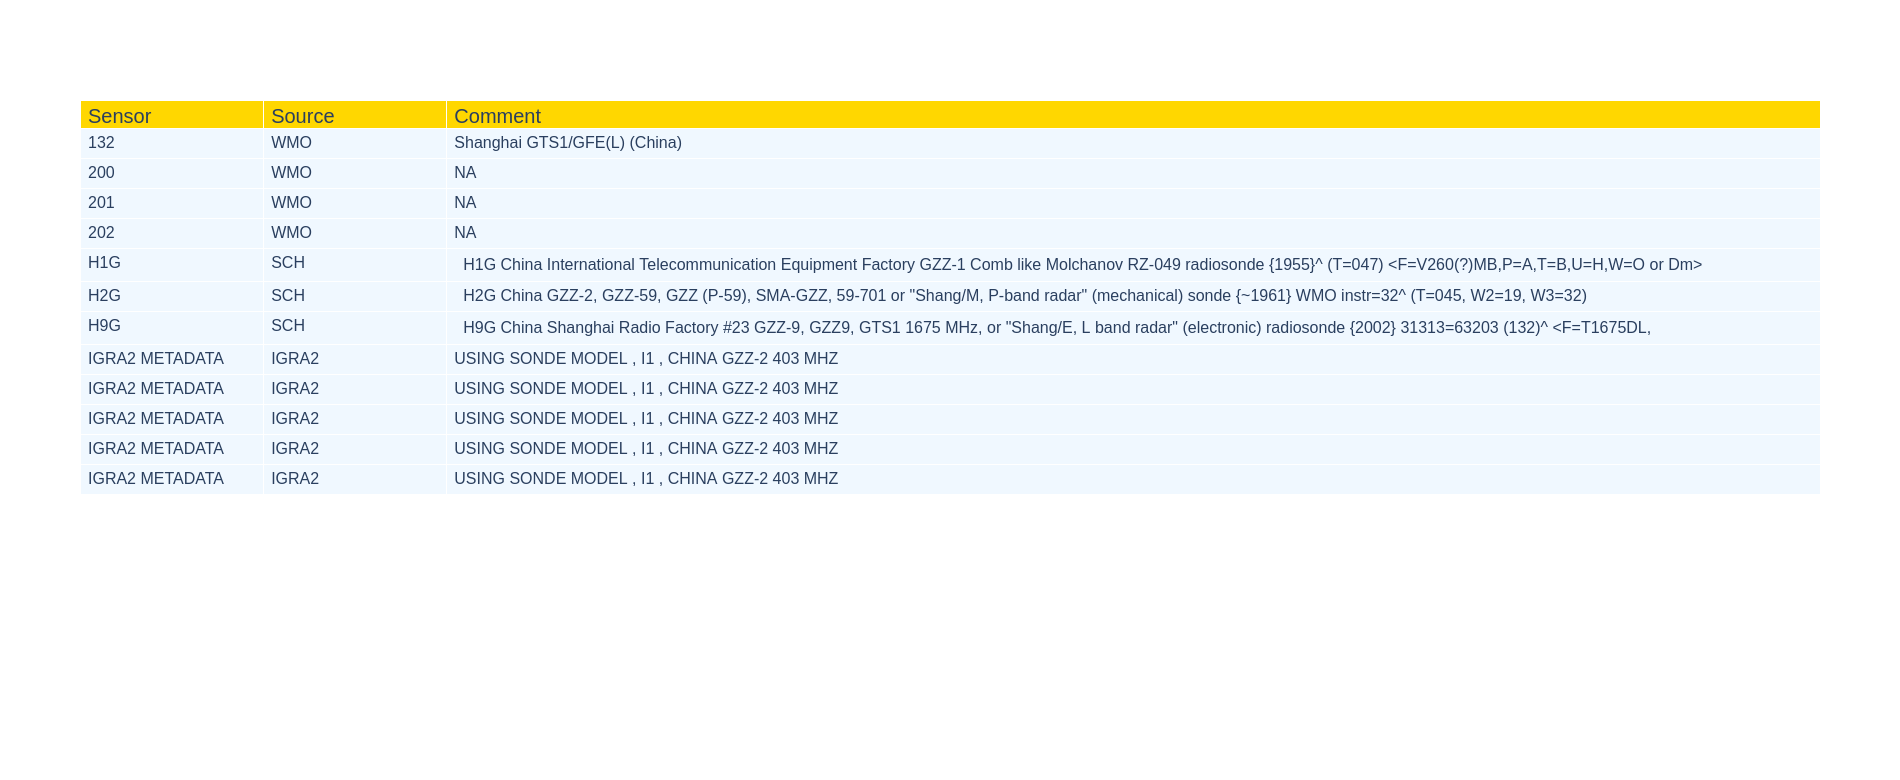 Sensor Source Comment
132 WMO Shanghai GTS1/GFE(L) (China)
200 WMO NA
201 WMO NA
202 WMO NA
H1G SCH H1G China International Telecommunication Equipment Factory GZZ-1 Comb like Molchanov RZ-049 radiosonde {1955}^ (T=047) <F=V260(?)MB,P=A,T=B,U=H,W=O or Dm>
H2G SCH H2G China GZZ-2, GZZ-59, GZZ (P-59), SMA-GZZ, 59-701 or "Shang/M, P-band radar" (mechanical) sonde {~1961} WMO instr=32^ (T=045, W2=19, W3=32)
H9G SCH H9G China Shanghai Radio Factory #23 GZZ-9, GZZ9, GTS1 1675 MHz, or "Shang/E, L band radar" (electronic) radiosonde {2002} 31313=63203 (132)^ <F=T1675DL,
IGRA2 METADATA IGRA2 USING SONDE MODEL , I1 , CHINA GZZ-2 403 MHZ
IGRA2 METADATA IGRA2 USING SONDE MODEL , I1 , CHINA GZZ-2 403 MHZ
IGRA2 METADATA IGRA2 USING SONDE MODEL , I1 , CHINA GZZ-2 403 MHZ
IGRA2 METADATA IGRA2 USING SONDE MODEL , I1 , CHINA GZZ-2 403 MHZ
IGRA2 METADATA IGRA2 USING SONDE MODEL , I1 , CHINA GZZ-2 403 MHZ